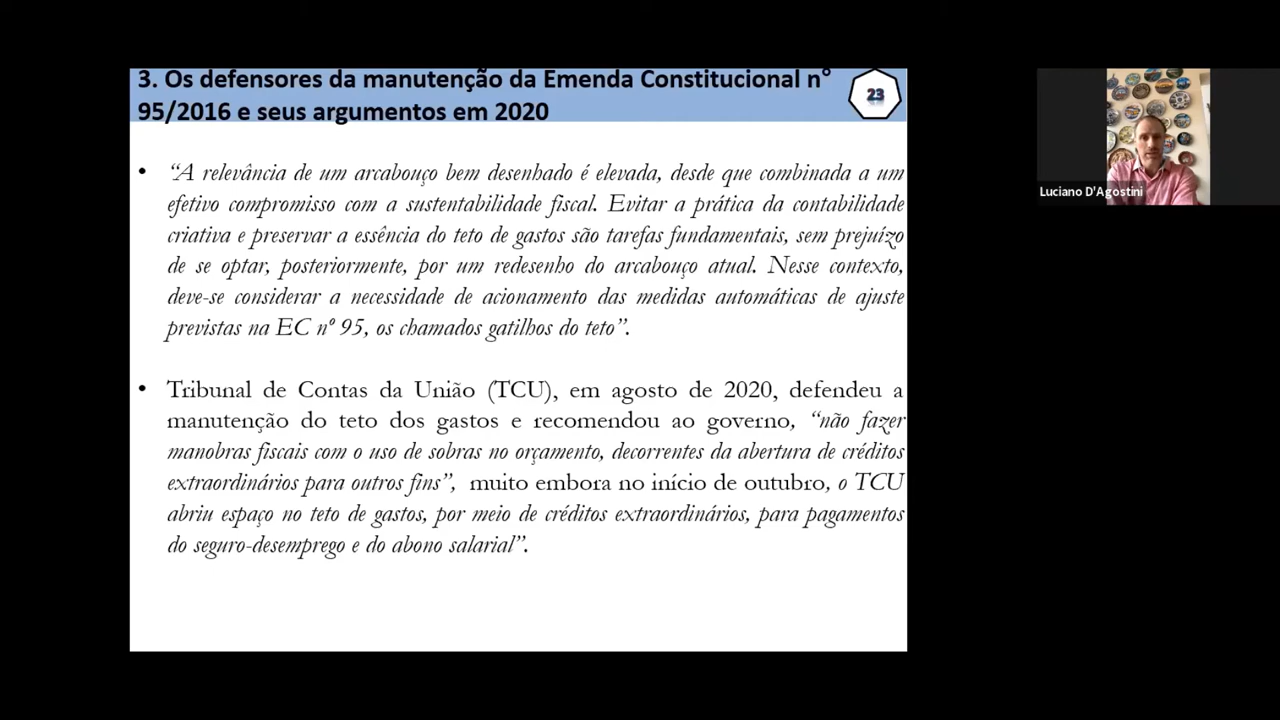 3. Os defensores da manutenção da Emenda Constitucional n°
95/2016 e seus argumentos em 2020
23
• “A relevância de um arcabouço bem desenhado é elevada, desde que combinada a um
efetivo compromisso com a sustentabilidade fiscal. Evitar a prática da contabilidade
criativa e preservar a essência do teto de gastos são tarefas fundamentais, sem prejuízo
de se optar, posteriormente, por um redesenho do arcabouço atual. Nesse contexto,
deve-se considerar a necessidade de acionamento das medidas automáticas de ajuste
previstas na EC nº 95, os chamados gatilhos do teto”.
• Tribunal de Contas da União (TCU), em agosto de 2020, defendeu a
manutenção do teto dos gastos e recomendou ao governo, “não fazer
manobras fiscais com o uso de sobras no orçamento, decorrentes da abertura de créditos
extraordinários para outros fins”, muito embora no início de outubro, o TCU
abriu espaço no teto de gastos, por meio de créditos extraordinários, para pagamentos
do seguro-desemprego e do abono salarial”.
Luciano D'Agostini